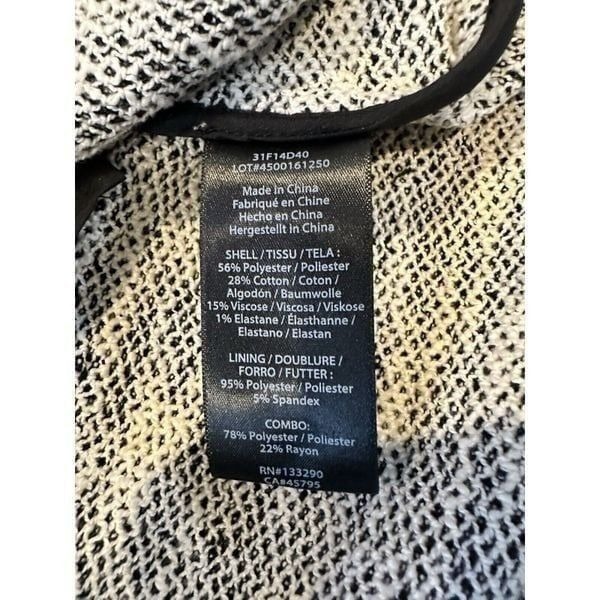 31F14D40
LOT#4500161250
Made in China
Fabriqué en Chine
Hecho en China
Hergestellt in China
SHELL / TISSU / TELA :
56% Polyester / Poliester
28% Cotton / Coton /
Algodón / Baumwolle
15% Viscose / Viscosa / Viskose
1% Elastane / Élasthanne /
Elastano / Elastan
LINING / DOUBLURE /
FORRO / FUTTER :
95% Polyester / Poliester
5% Spandex
COMBO:
78% Polyester / Poliester
22% Rayon
RN#133290
CA#45795